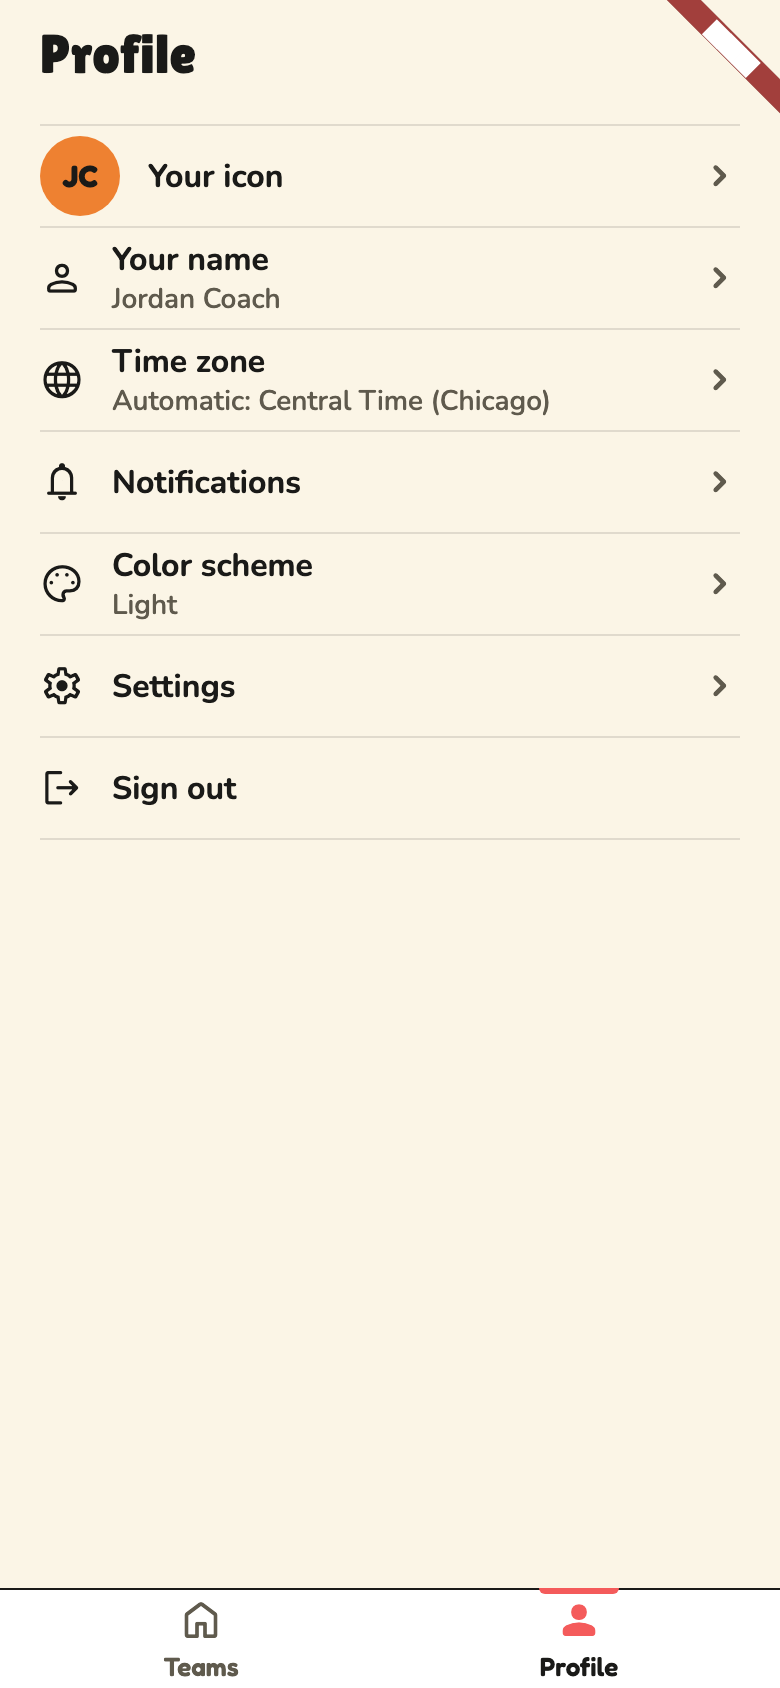 Profile
JC
Your icon
Your name
Jordan Coach
Time zone
Automatic: Central Time (Chicago)
Notifications
Color scheme
Light
Settings
Sign out
Teams
Profile